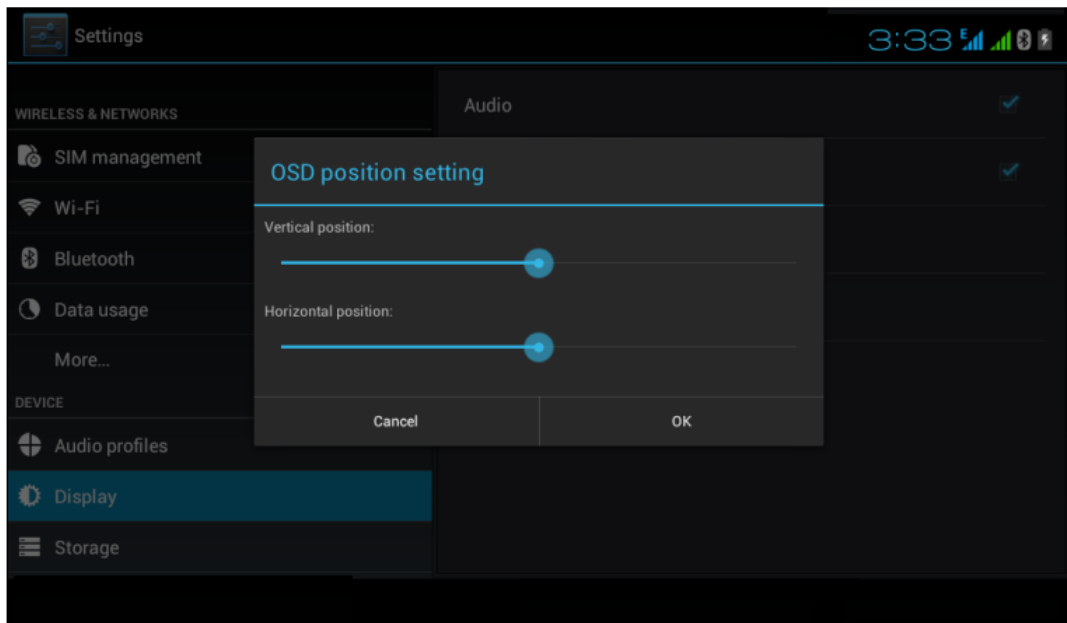 Settings
3:33 E
WIRELESS & NETWORKS
SIM management
Wi-Fi
Bluetooth
Data usage
More...
DEVICE
Audio profiles
Display
Storage
Audio
OSD position setting
Vertical position:
Horizontal position:
Cancel
OK